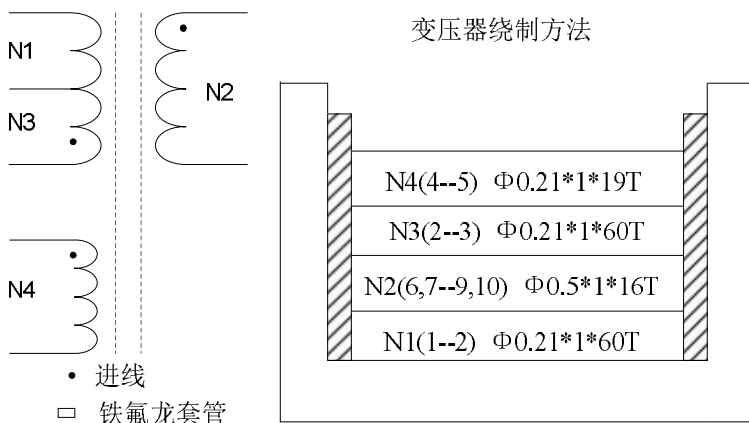 变压器绕制方法
N1
N2
N3
N4
N4(4--5) Φ0.21*1*19T
N3(2--3) Φ0.21*1*60T
N2(6,7--9,10) Φ0.5*1*16T
N1(1--2) Φ0.21*1*60T
进线
铁氟龙套管